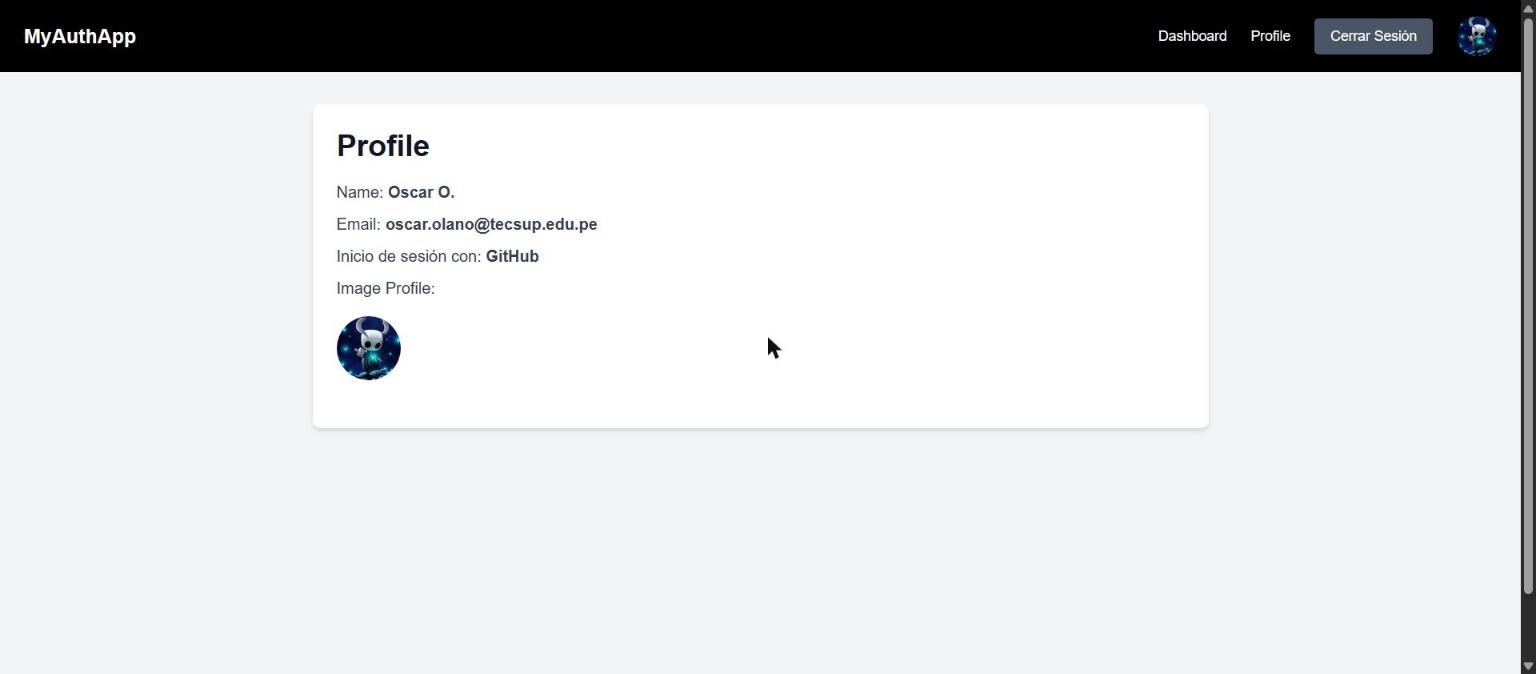 MyAuthApp
Dashboard
Profile
Cerrar Sesión
Profile
Name: Oscar O.
Email: oscar.olano@tecsup.edu.pe
Inicio de sesión con: GitHub
Image Profile: